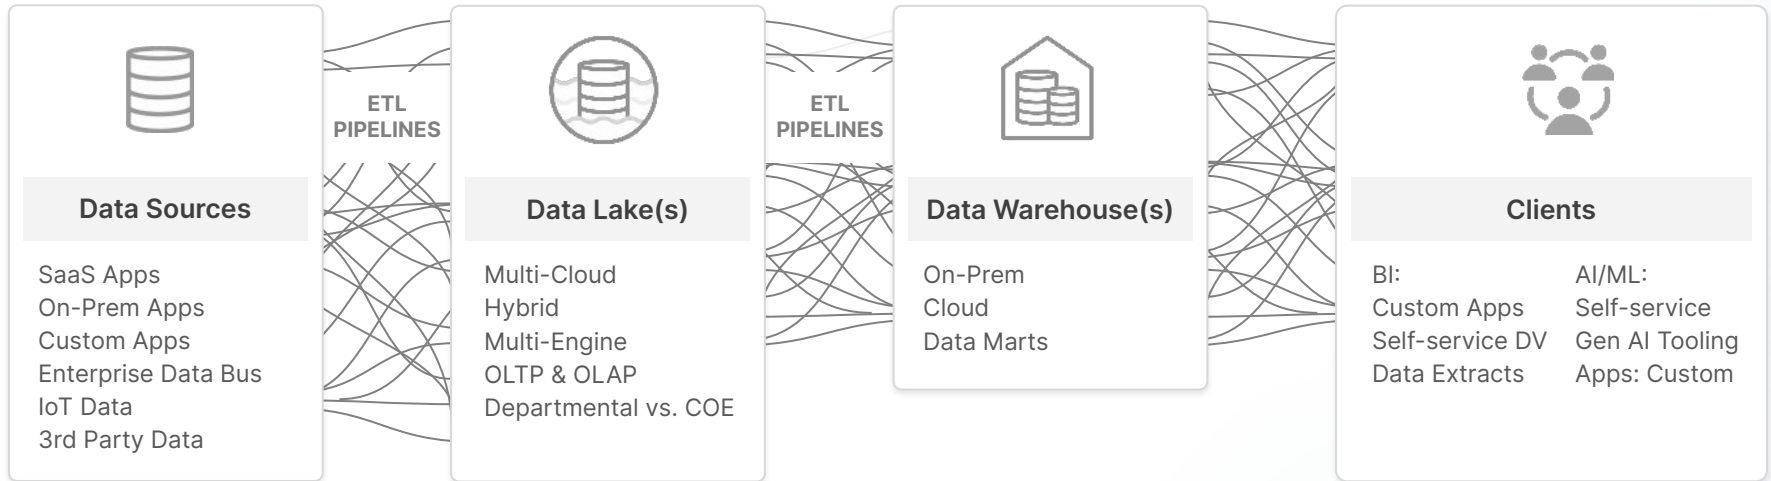 Data Sources
SaaS Apps
On-Prem Apps
Custom Apps
Enterprise Data Bus
IoT Data
3rd Party Data
ETL
PIPELINES
Data Lake(s)
Multi-Cloud
Hybrid
Multi-Engine
OLTP & OLAP
Departmental vs. COE
ETL
PIPELINES
Data Warehouse(s)
On-Prem
Cloud
Data Marts
Clients
BI:
Custom Apps
Self-service DV
Data Extracts
AI/ML:
Self-service
Gen AI Tooling
Apps: Custom